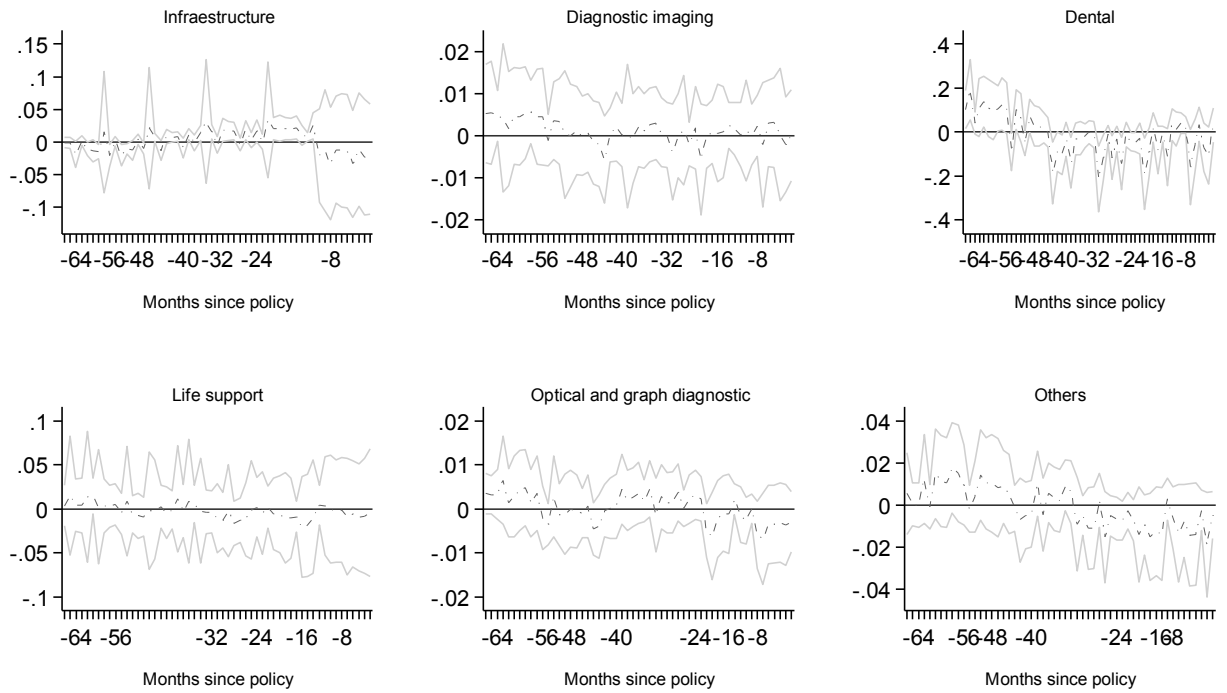 Infraestructure
.15
.1
.05
0
-.05
-.1
-64 -56 -48 -40 -32 -24 -8
Months since policy
Diagnostic imaging
.02
.01
0
-.01
-.02
-64 -56 -40 -32 -16 -8
Months since policy
Dental
.4
.2
0
-.2
-.4
-64 -56 -48 -40 -32 -24 -16 -8
Months since policy
Life support
.1
.05
0
-.05
-.1
-64 -56 -32 -24 -16 -8
Months since policy
Optical and graph diagnostic
.02
.01
0
-.01
-.02
-64 -56 -48 -40 -24 -16 -8
Months since policy
Others
.04
.02
0
-.02
-.04
-64 -56 -48 -40 -24 -16 -8
Months since policy